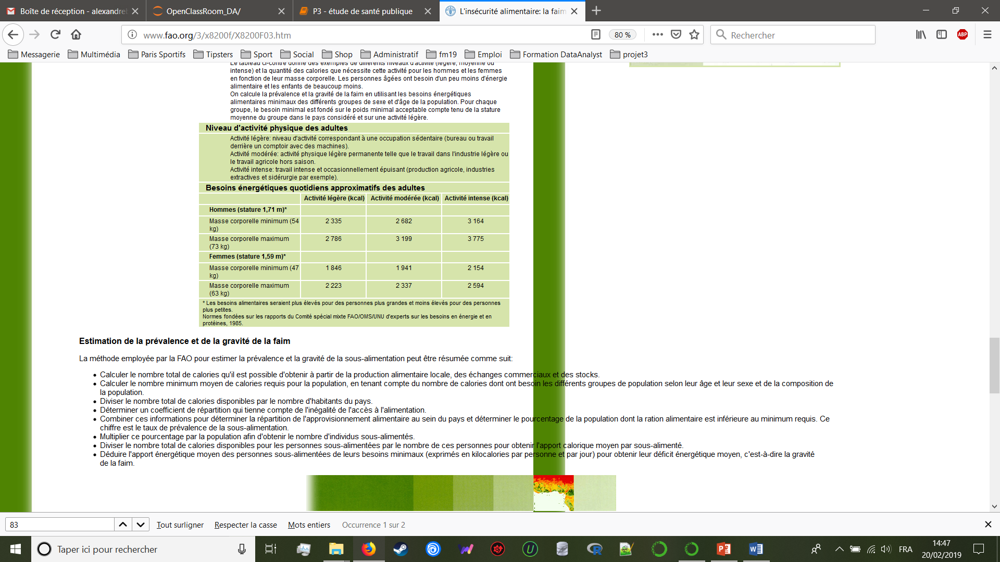 Boîte de réception - alexandrel
OpenClassRoom_DA/
P3 - étude de santé publique
L'insécurité alimentaire: la faim
www.fao.org/3/x8200f/X8200F03.htm
80 %
Rechercher
ABP
Messagerie
Multimédia
Paris Sportifs
Tipsters
Sport
Social
Shop
Administratif
fm19
Emploi
Formation DataAnalyst
projet3
Le tableau ci-contre donne des exemples de différents niveaux d'activité (légère, moyenne ou
intense) et la quantité des calories que nécessite cette activité pour les hommes et les femmes
en fonction de leur masse corporelle. Les personnes âgées ont besoin d'un peu moins d'énergie
alimentaire et les enfants de beaucoup moins.
On calcule la prévalence et la gravité de la faim en utilisant les besoins énergétiques
alimentaires minimaux des différents groupes de sexe et d'âge de la population. Pour chaque
groupe, le besoin minimal est fondé sur le poids minimal acceptable compte tenu de la stature
moyenne du groupe dans le pays considéré et sur une activité légère.
Niveau d'activité physique des adultes
Activité légère: niveau d'activité correspondant à une occupation sédentaire (bureau ou travail
derrière un comptoir avec des machines).
Activité modérée: activité physique légère permanente telle que le travail dans l'industrie légère ou
le travail agricole hors saison.
Activité intense: travail intense et occasionnellement épuisant (production agricole, industries
extractives et sidérurgie par exemple).
Besoins énergétiques quotidiens approximatifs des adultes
Activité légère (kcal) Activité modérée (kcal) Activité intense (kcal)
Hommes (stature 1,71 m)*
Masse corporelle minimum (54 kg) 2 335 2 682 3 164
Masse corporelle maximum (73 kg) 2 786 3 199 3 775
Femmes (stature 1,59 m)*
Masse corporelle minimum (47 kg) 1 846 1 941 2 154
Masse corporelle maximum (63 kg) 2 223 2 337 2 594
* Les besoins alimentaires seraient plus élevés pour des personnes plus grandes et moins élevés pour des personnes
plus petites.
Normes fondées sur les rapports du Comité spécial mixte FAO/OMS/UNU d'experts sur les besoins en énergie et en
protéines, 1985.
Estimation de la prévalence et de la gravité de la faim
La méthode employée par la FAO pour estimer la prévalence et la gravité de la sous-alimentation peut être résumée comme suit:
• Calculer le nombre total de calories qu'il est possible d'obtenir à partir de la production alimentaire locale, des échanges commerciaux et des stocks.
• Calculer le nombre minimum moyen de calories requis pour la population, en tenant compte du nombre de calories dont ont besoin les différents groupes de population selon leur âge et leur sexe et de la composition de
la population.
• Diviser le nombre total de calories disponibles par le nombre d'habitants du pays.
• Déterminer un coefficient de répartition qui tienne compte de l'inégalité de l'accès à l'alimentation.
• Combiner ces informations pour déterminer la répartition de l'approvisionnement alimentaire au sein du pays et déterminer le pourcentage de la population dont la ration alimentaire est inférieure au minimum requis. Ce
chiffre est le taux de prévalence de la sous-alimentation.
• Multiplier ce pourcentage par la population afin d'obtenir le nombre d'individus sous-alimentés.
• Diviser le nombre total de calories disponibles pour les personnes sous-alimentées par le nombre de ces personnes pour obtenir l'apport calorique moyen par sous-alimenté.
• Déduire l'apport énergétique moyen des personnes sous-alimentées de leurs besoins minimaux (exprimés en kilocalories par personne et par jour) pour obtenir leur déficit énergétique moyen, c'est-à-dire la gravité
de la faim.
83
Tout surligner
Respecter la casse
Mots entiers
Occurrence 1 sur 2
Taper ici pour rechercher
FRA
14:47
20/02/2019